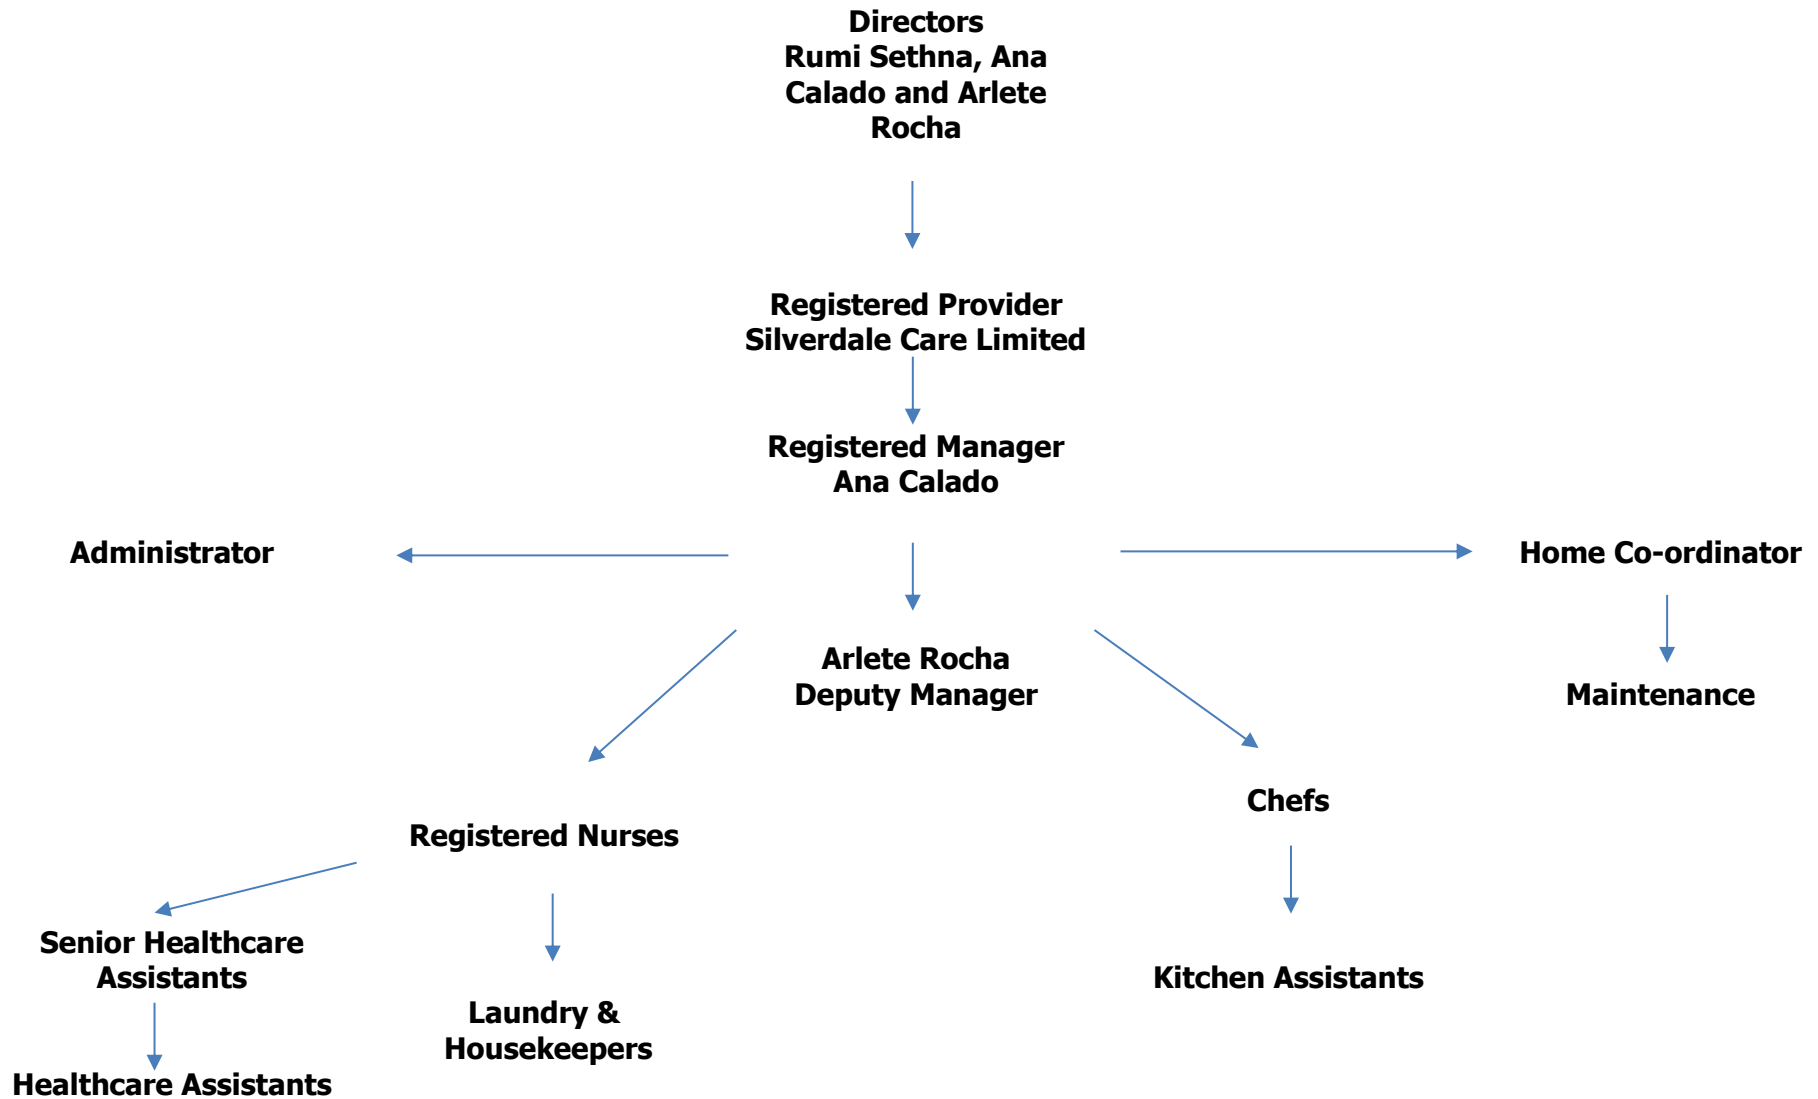 Directors
Rumi Sethna, Ana
Calado and Arlete
Rocha
Registered Provider
Silverdale Care Limited
Registered Manager
Ana Calado
Administrator
Home Co-ordinator
Arlete Rocha
Deputy Manager
Maintenance
Chefs
Registered Nurses
Senior Healthcare
Assistants
Kitchen Assistants
Laundry &
Housekeepers
Healthcare Assistants